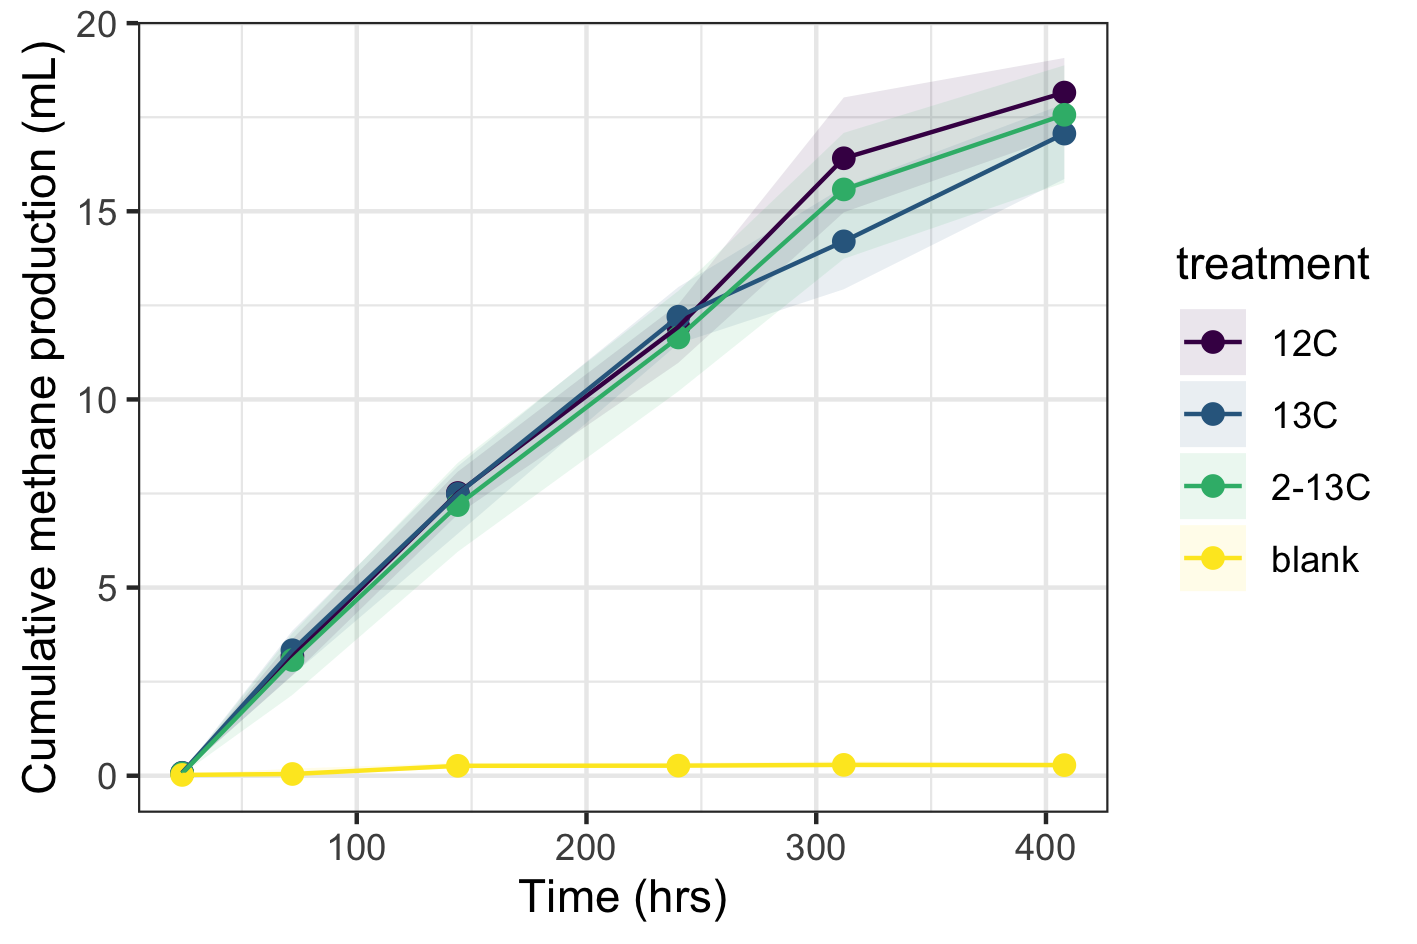 Cumulative methane production (mL)
20
15
10
5
0
100 200 300 400
Time (hrs)
treatment
12C
13C
2-13C
blank